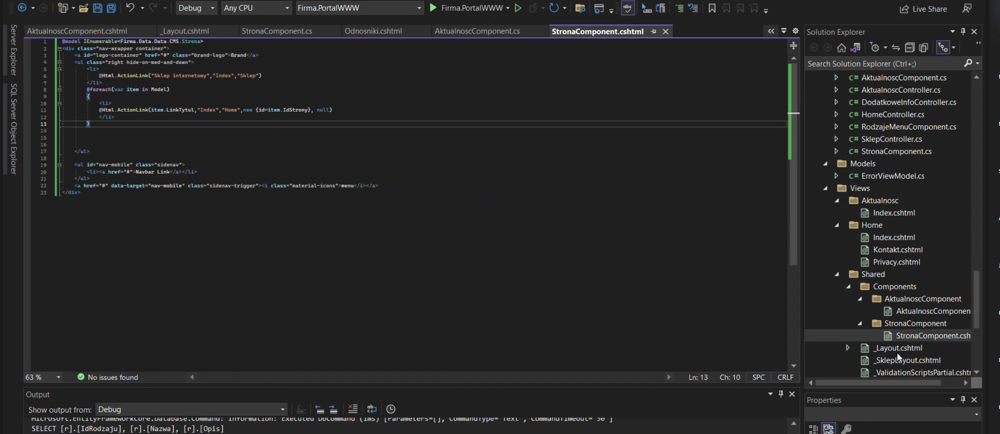 Debug Any CPU Firma.PortalWWW Firma.PortalWWW Live Share
Server Explorer
SQL Server Object Explorer
AktualnoscComponent.cshtml _Layout.cshtml StronaComponent.cs Odnosniki.cshtml AktualnoscComponent.cs StronaComponent.cshtml
1 @model IEnumerable<Firma.Data.Data.CMS.Strona>
2 <div class="nav-wrapper container">
3 <a id="logo-container" href="#" class="brand-logo">Brand</a>
4 <ul class="right hide-on-med-and-down">
5 <li>
6 @Html.ActionLink("Sklep internetowy","Index","Sklep")
7 </li>
8 @foreach(var item in Model)
9 {
10 <li>
11 @Html.ActionLink(item.LinkTytul,"Index","Home",new {id=item.IdStrony}, null)
12 </li>
13 }
14
15
16
17 </ul>
18
19 <ul id="nav-mobile" class="sidenav">
20 <li><a href="#">Navbar Link</a></li>
21 </ul>
22 <a href="#" data-target="nav-mobile" class="sidenav-trigger"><i class="material-icons">menu</i></a>
23 </div>
63 % No issues found Ln: 13 Ch: 10 SPC CRLF
Output
Show output from: Debug
Microsoft.EntityFrameworkCore.Database.Command: Information: Executed DbCommand (1ms) [Parameters=[], CommandType='Text', CommandTimeout='30']
SELECT [r].[IdRodzaju], [r].[Nazwa], [r].[Opis]
Solution Explorer
Search Solution Explorer (Ctrl+;)
C# AktualnoscComponent.cs
C# AktualnoscController.cs
C# DodatkoweInfoController.cs
C# HomeController.cs
C# RodzajeMenuComponent.cs
C# SklepController.cs
C# StronaComponent.cs
Models
C# ErrorViewModel.cs
Views
Aktualnosc
Index.cshtml
Home
Index.cshtml
Kontakt.cshtml
Privacy.cshtml
Shared
Components
AktualnoscComponent
AktualnoscComponen
StronaComponent
StronaComponent.csh
_Layout.cshtml
_SklepLayout.cshtml
_ValidationScriptsPartial.cshtr
Properties